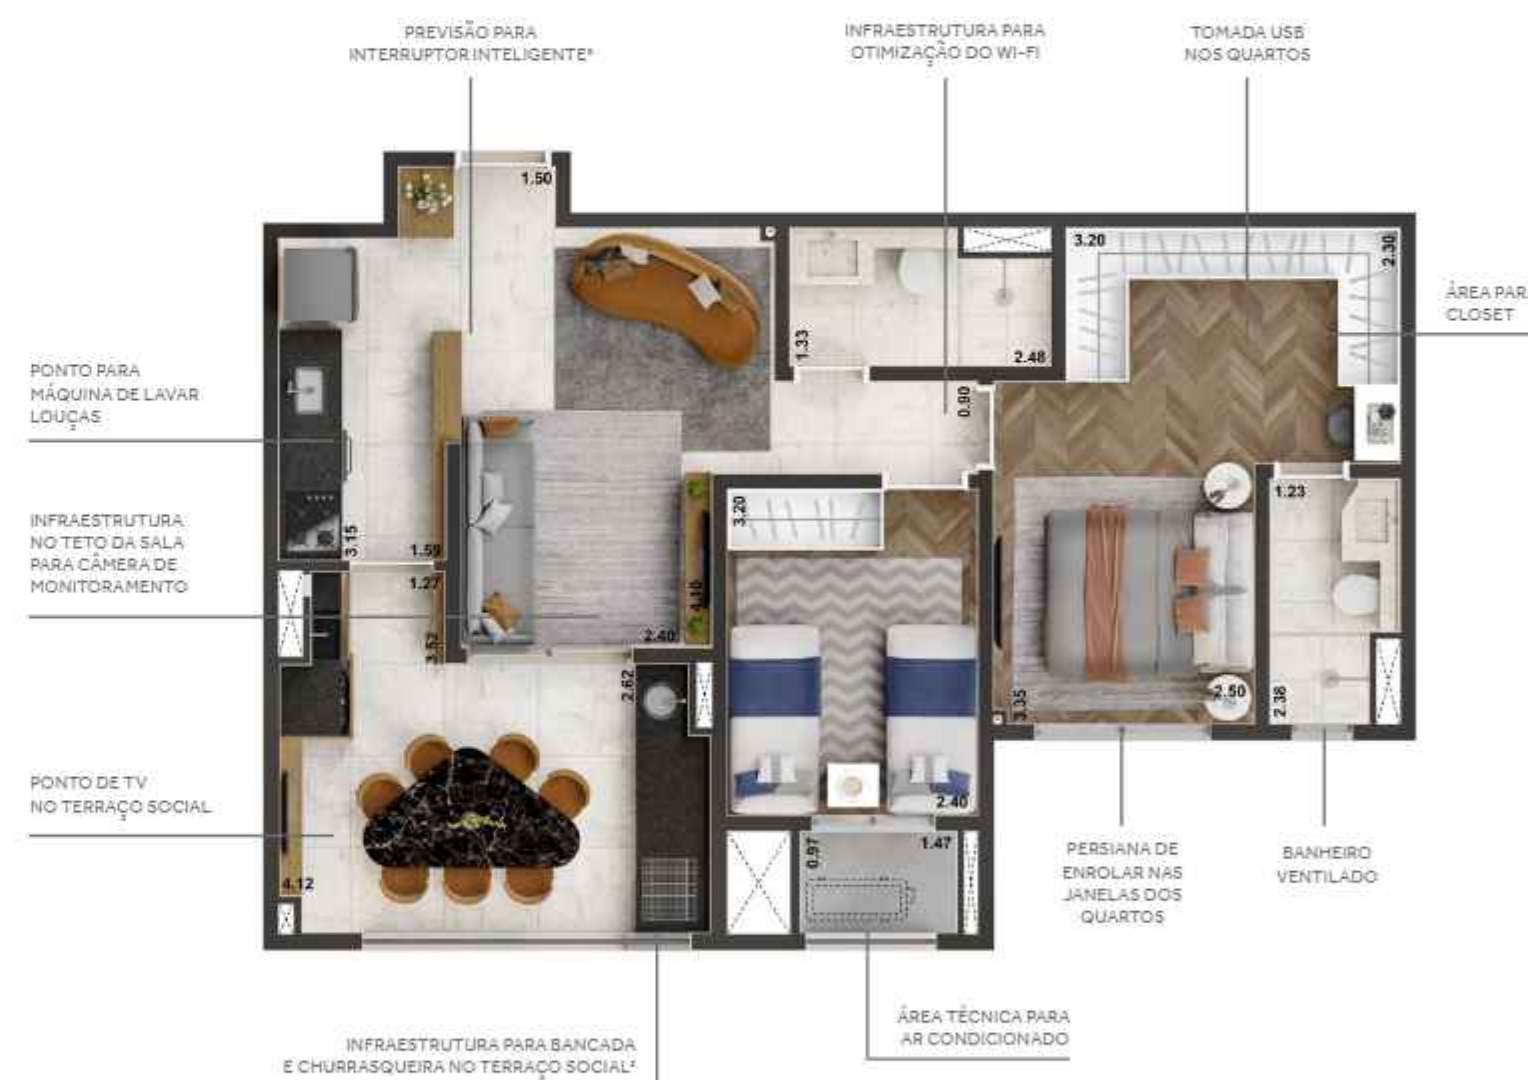 PREVISÃO PARA
INTERRUPTOR INTELIGENTE³
INFRAESTRUTURA PARA
OTIMIZAÇÃO DO WI-FI
TOMADA USB
NOS QUARTOS
ÁREA PAR
CLOSET
PONTO PARA
MÁQUINA DE LAVAR
LOUÇAS
INFRAESTRUTURA
NO TETO DA SALA
PARA CÂMERA DE
MONITORAMENTO
PONTO DE TV
NO TERRAÇO SOCIAL
1.50
3.20
2.30
1.33
2.48
0.90
3.20
1.23
3.15
1.59
1.27
3.52
4.10
2.40
2.62
3.35
2.50
2.38
2.40
4.12
0.97
1.47
PERSIANA DE
ENROLAR NAS
JANELAS DOS
QUARTOS
BANHEIRO
VENTILADO
ÁREA TÉCNICA PARA
AR CONDICIONADO
INFRAESTRUTURA PARA BANCADA
E CHURRASQUEIRA NO TERRAÇO SOCIAL²